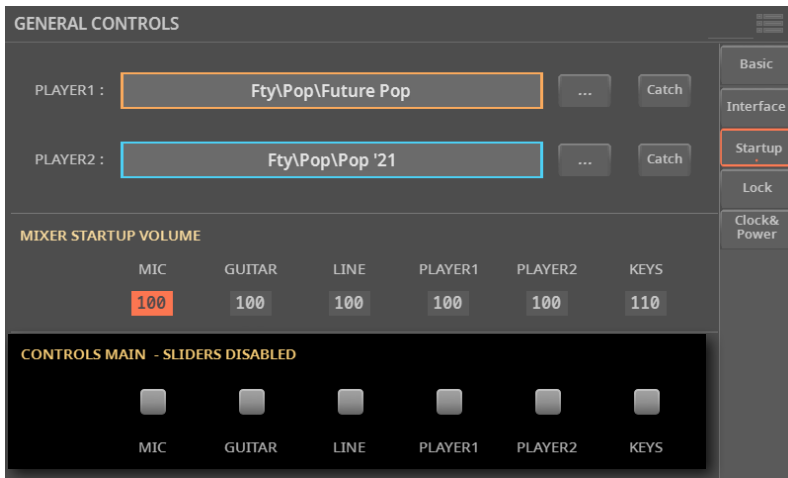 GENERAL CONTROLS
Basic
PLAYER1 : Fty\Pop\Future Pop ... Catch
Interface
Startup
PLAYER2 : Fty\Pop\Pop '21 ... Catch
Lock
Clock&
Power
MIXER STARTUP VOLUME
MIC GUITAR LINE PLAYER1 PLAYER2 KEYS
100 100 100 100 100 110
CONTROLS MAIN - SLIDERS DISABLED
MIC GUITAR LINE PLAYER1 PLAYER2 KEYS